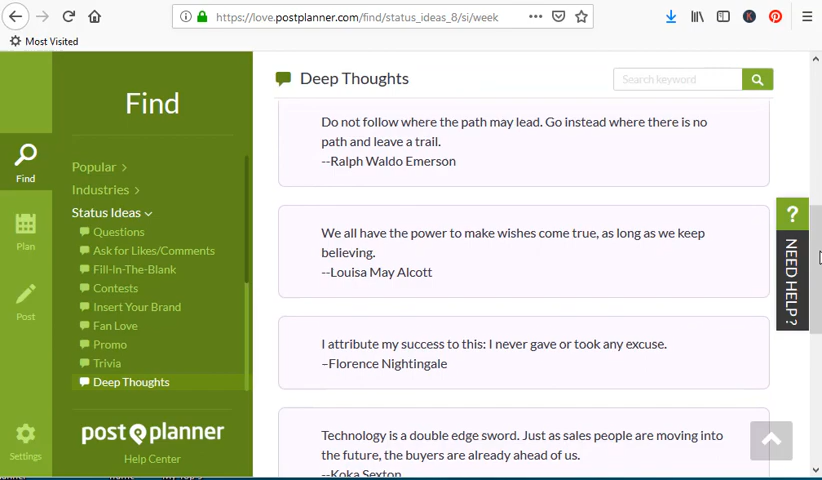 https://love.postplanner.com/find/status_ideas_8/si/week
Most Visited
Find
Plan
Post
Settings
Find
Popular
Industries
Status Ideas
Questions
Ask for Likes/Comments
Fill-In-The-Blank
Contests
Insert Your Brand
Fan Love
Promo
Trivia
Deep Thoughts
post planner
Help Center
Deep Thoughts
Search keyword
Do not follow where the path may lead. Go instead where there is no
path and leave a trail.
--Ralph Waldo Emerson
We all have the power to make wishes come true, as long as we keep
believing.
--Louisa May Alcott
I attribute my success to this: I never gave or took any excuse.
–Florence Nightingale
Technology is a double edge sword. Just as sales people are moving into
the future, the buyers are already ahead of us.
--Koka Sexton
?
NEED HELP?